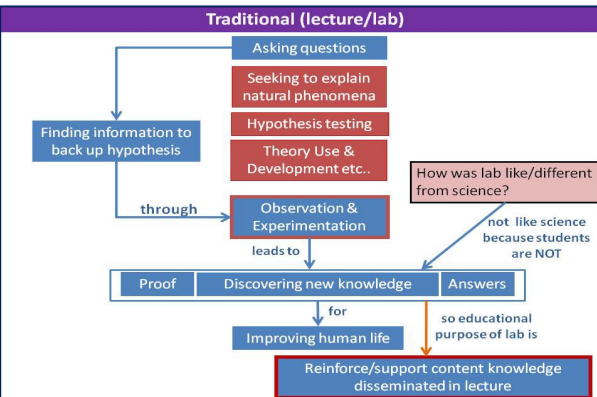 Traditional (lecture/lab)
Asking questions
Seeking to explain
natural phenomena
Hypothesis testing
Theory Use &
Development etc..
Finding information to
back up hypothesis
through
Observation &
Experimentation
How was lab like/different
from science?
not like science
because students
are NOT
leads to
Proof
Discovering new knowledge
Answers
for
Improving human life
so educational
purpose of lab is
Reinforce/support content knowledge
disseminated in lecture